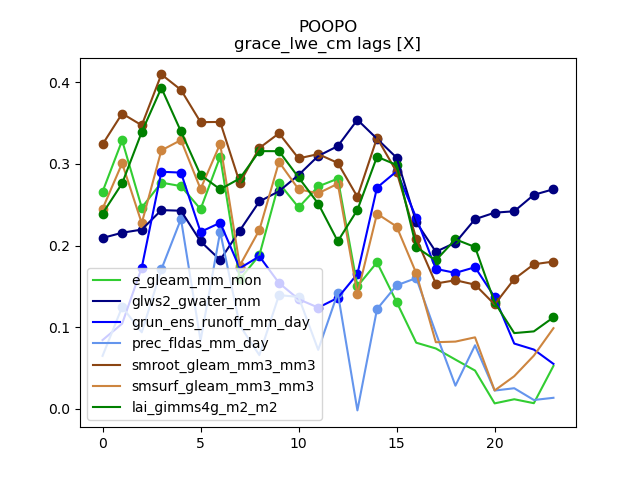 POOPO
grace_lwe_cm lags [X]
0.4
0.3
0.2
0.1
0.0
e_gleam_mm_mon
glws2_gwater_mm
grun_ens_runoff_mm_day
prec_fldas_mm_day
smroot_gleam_mm3_mm3
smsurf_gleam_mm3_mm3
lai_gimms4g_m2_m2
0 5 10 15 20